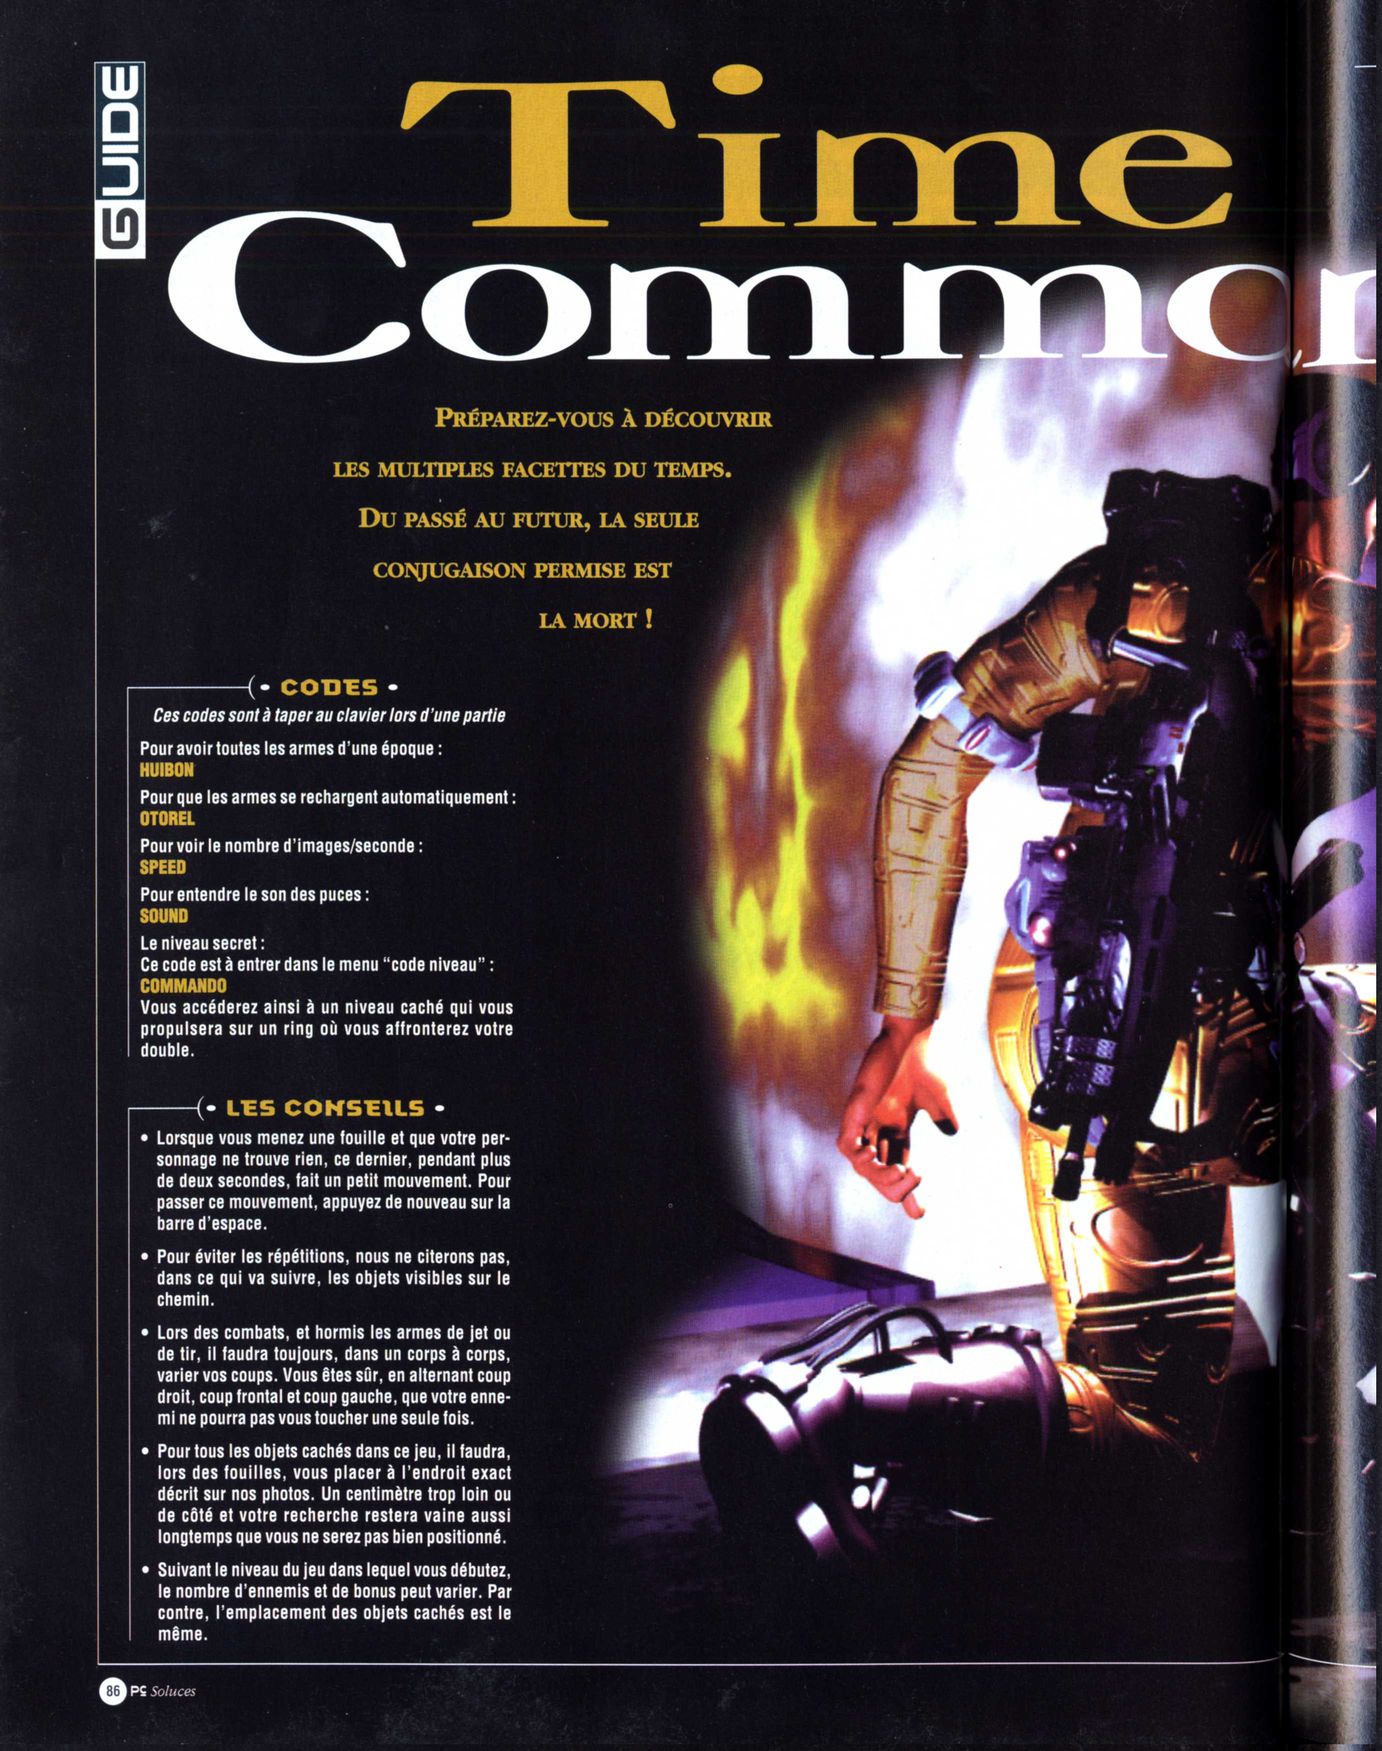 GUIDE
Time
Comman
PRÉPAREZ-VOUS À DÉCOUVRIR
LES MULTIPLES FACETTES DU TEMPS.
DU PASSÉ AU FUTUR, LA SEULE
CONJUGAISON PERMISE EST
LA MORT !
• CODES •
Ces codes sont à taper au clavier lors d'une partie
Pour avoir toutes les armes d'une époque :
HUIBON
Pour que les armes se rechargent automatiquement :
OTOREL
Pour voir le nombre d'images/seconde :
SPEED
Pour entendre le son des puces :
SOUND
Le niveau secret :
Ce code est à entrer dans le menu “code niveau” :
COMMANDO
Vous accéderez ainsi à un niveau caché qui vous
propulsera sur un ring où vous affronterez votre
double.
• LES CONSEILS •
• Lorsque vous menez une fouille et que votre per-
sonnage ne trouve rien, ce dernier, pendant plus
de deux secondes, fait un petit mouvement. Pour
passer ce mouvement, appuyez de nouveau sur la
barre d'espace.
• Pour éviter les répétitions, nous ne citerons pas,
dans ce qui va suivre, les objets visibles sur le
chemin.
• Lors des combats, et hormis les armes de jet ou
de tir, il faudra toujours, dans un corps à corps,
varier vos coups. Vous êtes sûr, en alternant coup
droit, coup frontal et coup gauche, que votre enne-
mi ne pourra pas vous toucher une seule fois.
• Pour tous les objets cachés dans ce jeu, il faudra,
lors des fouilles, vous placer à l'endroit exact
décrit sur nos photos. Un centimètre trop loin ou
de côté et votre recherche restera vaine aussi
longtemps que vous ne serez pas bien positionné.
• Suivant le niveau du jeu dans lequel vous débutez,
le nombre d'ennemis et de bonus peut varier. Par
contre, l'emplacement des objets cachés est le
même.
86 PC Soluces